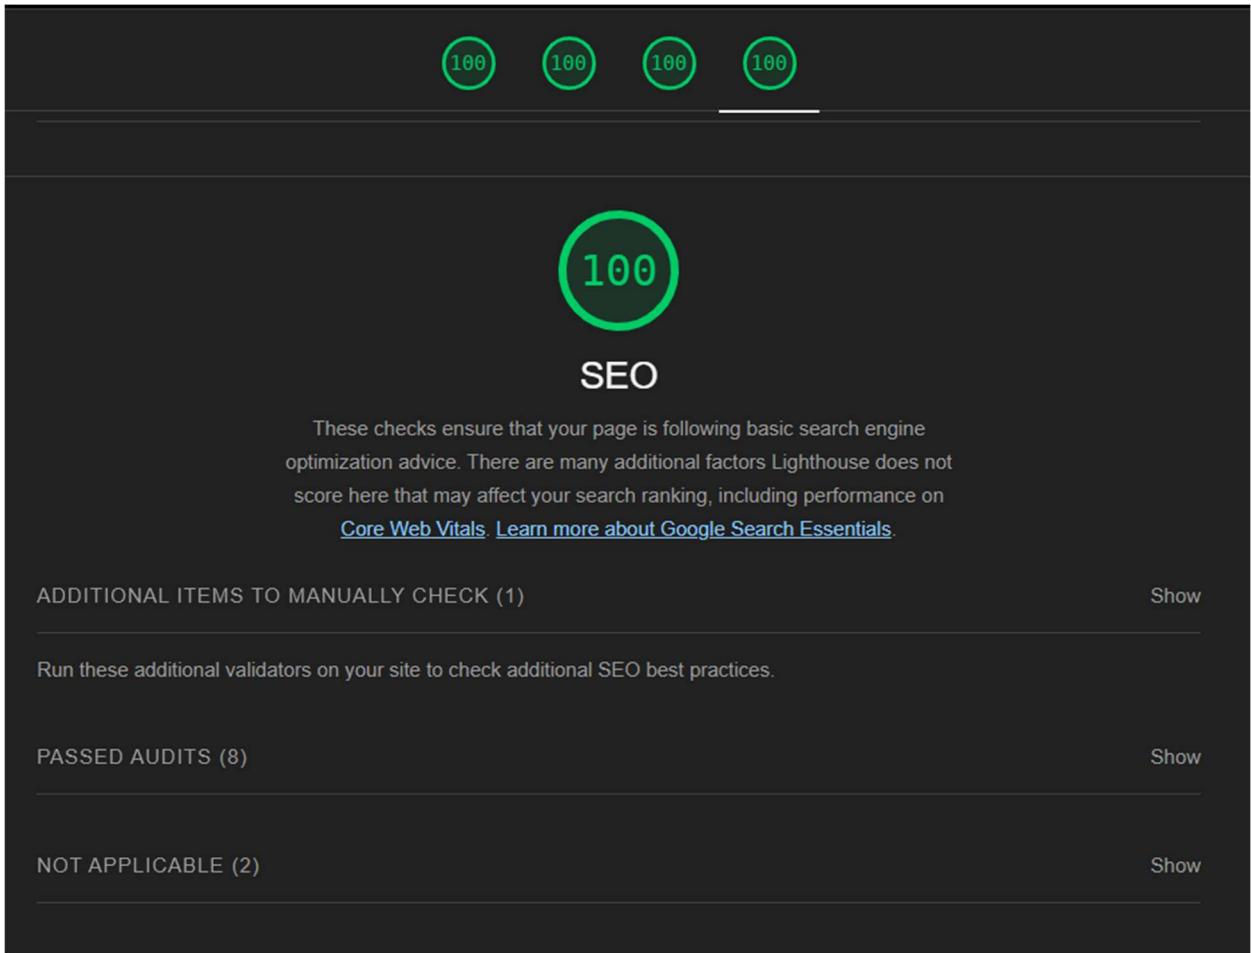 100 100 100 100
100
SEO
These checks ensure that your page is following basic search engine
optimization advice. There are many additional factors Lighthouse does not
score here that may affect your search ranking, including performance on
Core Web Vitals. Learn more about Google Search Essentials.
ADDITIONAL ITEMS TO MANUALLY CHECK (1) Show
Run these additional validators on your site to check additional SEO best practices.
PASSED AUDITS (8) Show
NOT APPLICABLE (2) Show